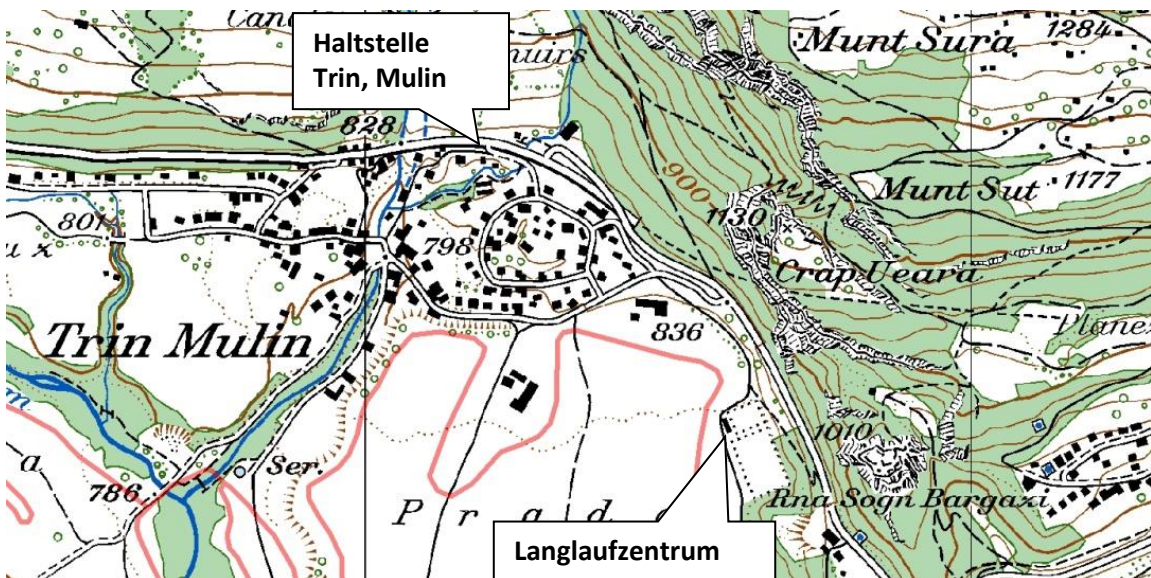 Haltstelle
Trin, Mulin
Munt Sura
1284
828
900
Munt Sut
1177
1130
801
798
Crap Ueara
Trin Mulin
836
1010
Ser.
786
a
Rna Sogn Bargazi
Langlaufzentrum